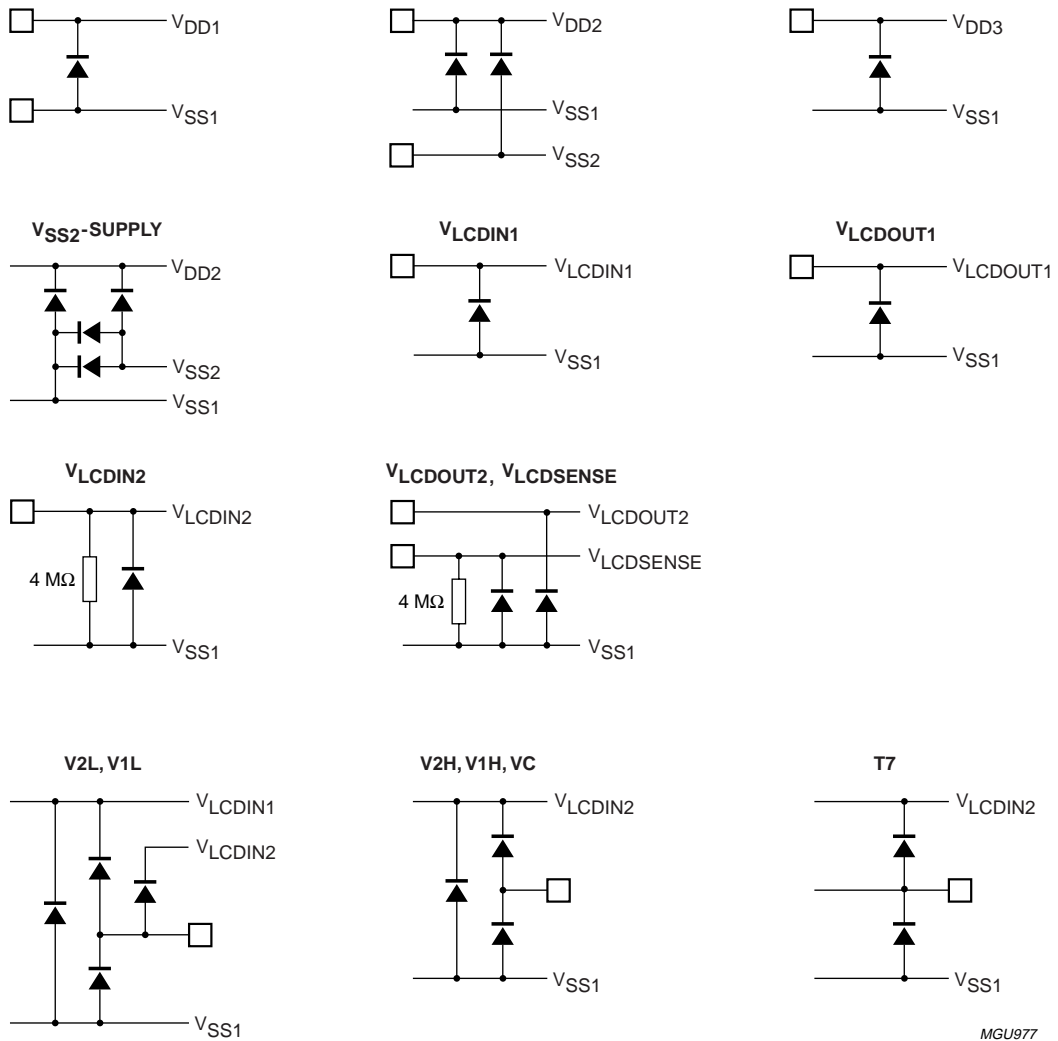 VDD1
VSS1
VDD2
VSS1
VSS2
VDD3
VSS1
VSS2-SUPPLY
VDD2
VSS2
VSS1
VLCDIN1
VLCDIN1
VSS1
VLCDOUT1
VLCDOUT1
VSS1
VLCDIN2
VLCDIN2
4 MΩ
VSS1
VLCDOUT2, VLCDSENSE
VLCDOUT2
VLCDSENSE
4 MΩ
VSS1
V2L, V1L
VLCDIN1
VLCDIN2
VSS1
V2H, V1H, VC
VLCDIN2
VSS1
T7
VLCDIN2
VSS1
MGU977